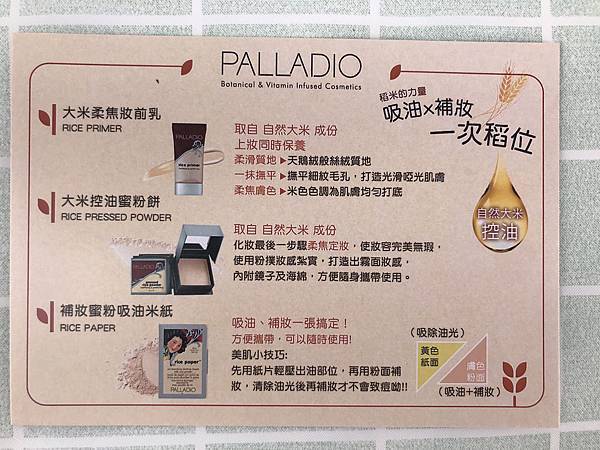 PALLADIO
Botanical & Vitamin Infused Cosmetics
稻米的力量
吸油×補妝
一次稻位
自然大米
控油
大米柔焦妝前乳
RICE PRIMER
PALLADIO
rice primer
取自 自然大米 成份
上妝同時保養
柔滑質地▶天鵝絨般絲絨質地
一抹撫平▶撫平細紋毛孔，打造光滑啞光肌膚
柔焦膚色▶米色色調為肌膚均勻打底
大米控油蜜粉餅
RICE PRESSED POWDER
PALLADIO
rice powder
取自 自然大米 成份
化妝最後一步驟柔焦定妝，使妝容完美無瑕，
使用粉撲妝感紮實，打造出霧面妝感，
內附鏡子及海綿，方便隨身攜帶使用。
補妝蜜粉吸油米紙
RICE PAPER
rice paper
PALLADIO
吸油、補妝一張搞定！
方便攜帶，可以隨時使用!
美肌小技巧:
先用紙片輕壓出油部位，再用粉面補
妝，清除油光後再補妝才不會致痘呦!!
（吸除油光）
黃色
紙面
膚色
粉面
（吸油+補妝）